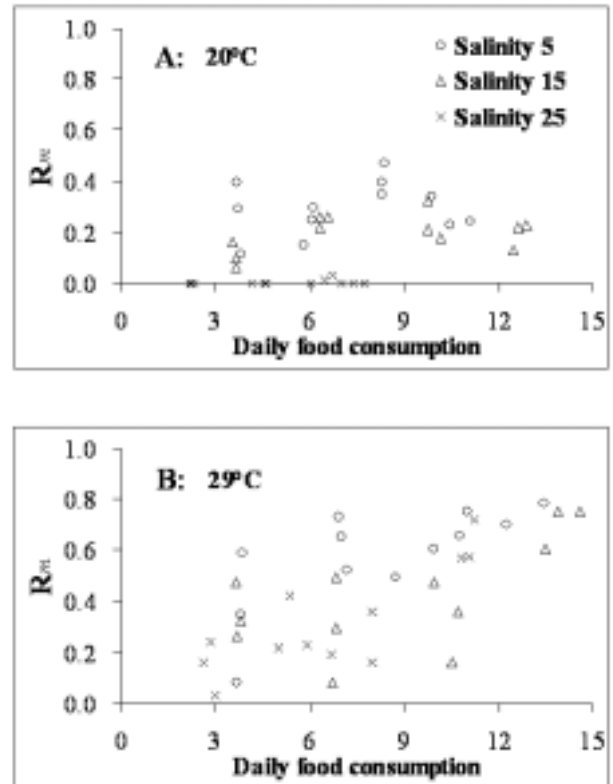 1.0
A: 20ºC
○ Salinity 5
0.8
△ Salinity 15
× Salinity 25
0.6
Rm
0.4
0.2
0.0
0 3 6 9 12 15
Daily food consumption
1.0
B: 29ºC
0.8
0.6
Rm
0.4
0.2
0.0
0 3 6 9 12 15
Daily food consumption